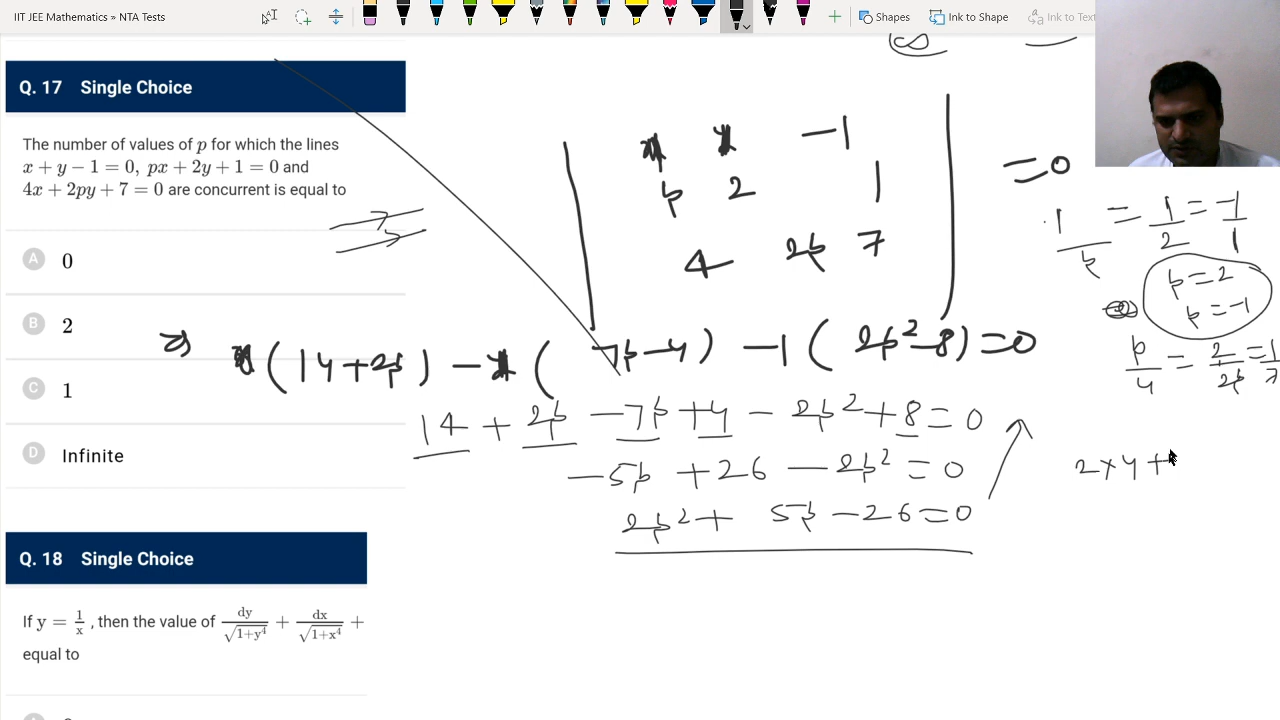 IIT JEE Mathematics » NTA Tests
Shapes Ink to Shape Ink to Text
Q. 17 Single Choice
The number of values of p for which the lines
x + y − 1 = 0, px + 2y + 1 = 0 and
4x + 2py + 7 = 0 are concurrent is equal to
A 0
B 2
C 1
D Infinite
Q. 18 Single Choice
If y = 1/x , then the value of dy/√(1+y⁴) + dx/√(1+x⁴) +
equal to
−1
p 2 1 = 0
4 2p 7
1/p = 1/2 = −1/1
p = 2
p = −1
p/4 = 2/2p = 1/7
(14 + 2p) − (7p − 4) − 1 (2p² − 8) = 0
14 + 2p − 7p + 4 − 2p² + 8 = 0
−5p + 26 − 2p² = 0
2p² + 5p − 26 = 0
2×4+